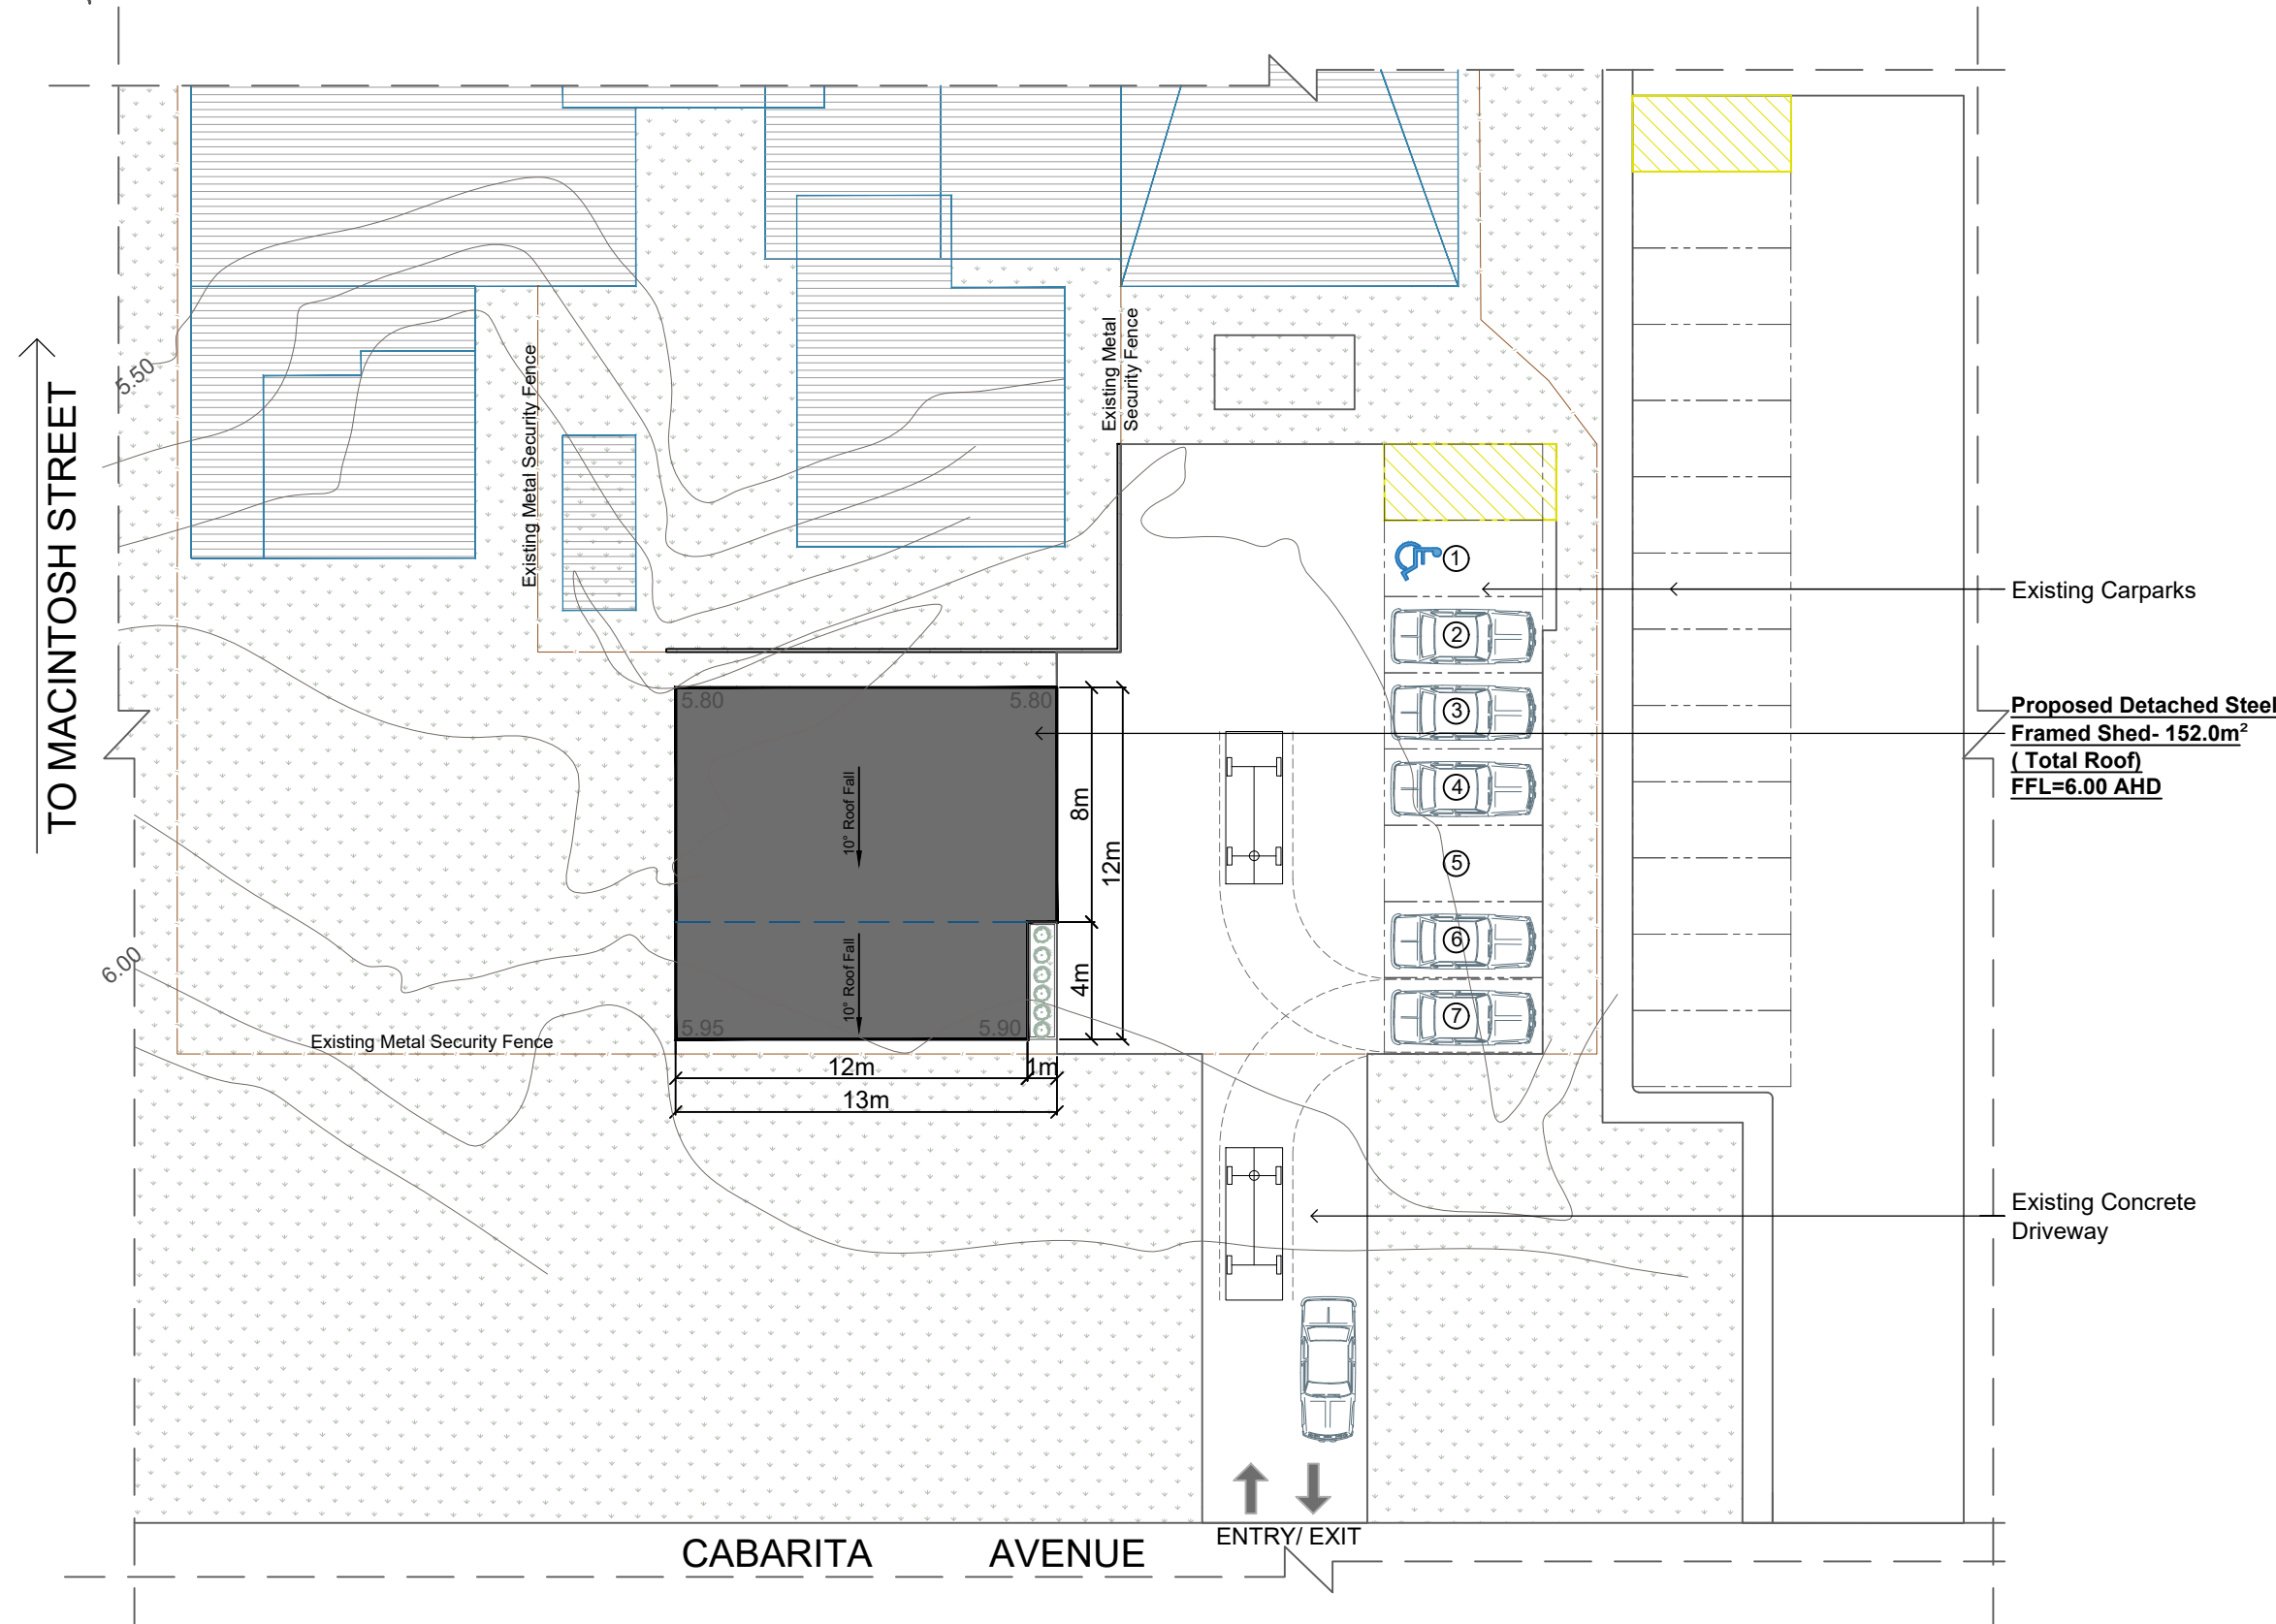 5.50
TO MACINTOSH STREET
Existing Metal Security Fence
Existing Metal
Security Fence
1
Existing Carparks
2
3
4
5
6
7
5.80
5.80
Proposed Detached Steel
Framed Shed- 152.0m²
( Total Roof)
FFL=6.00 AHD
10° Roof Fall
8m
12m
6.00
10° Roof Fall
4m
5.95
5.90
Existing Metal Security Fence
12m
1m
13m
Existing Concrete
Driveway
ENTRY/ EXIT
CABARITA AVENUE